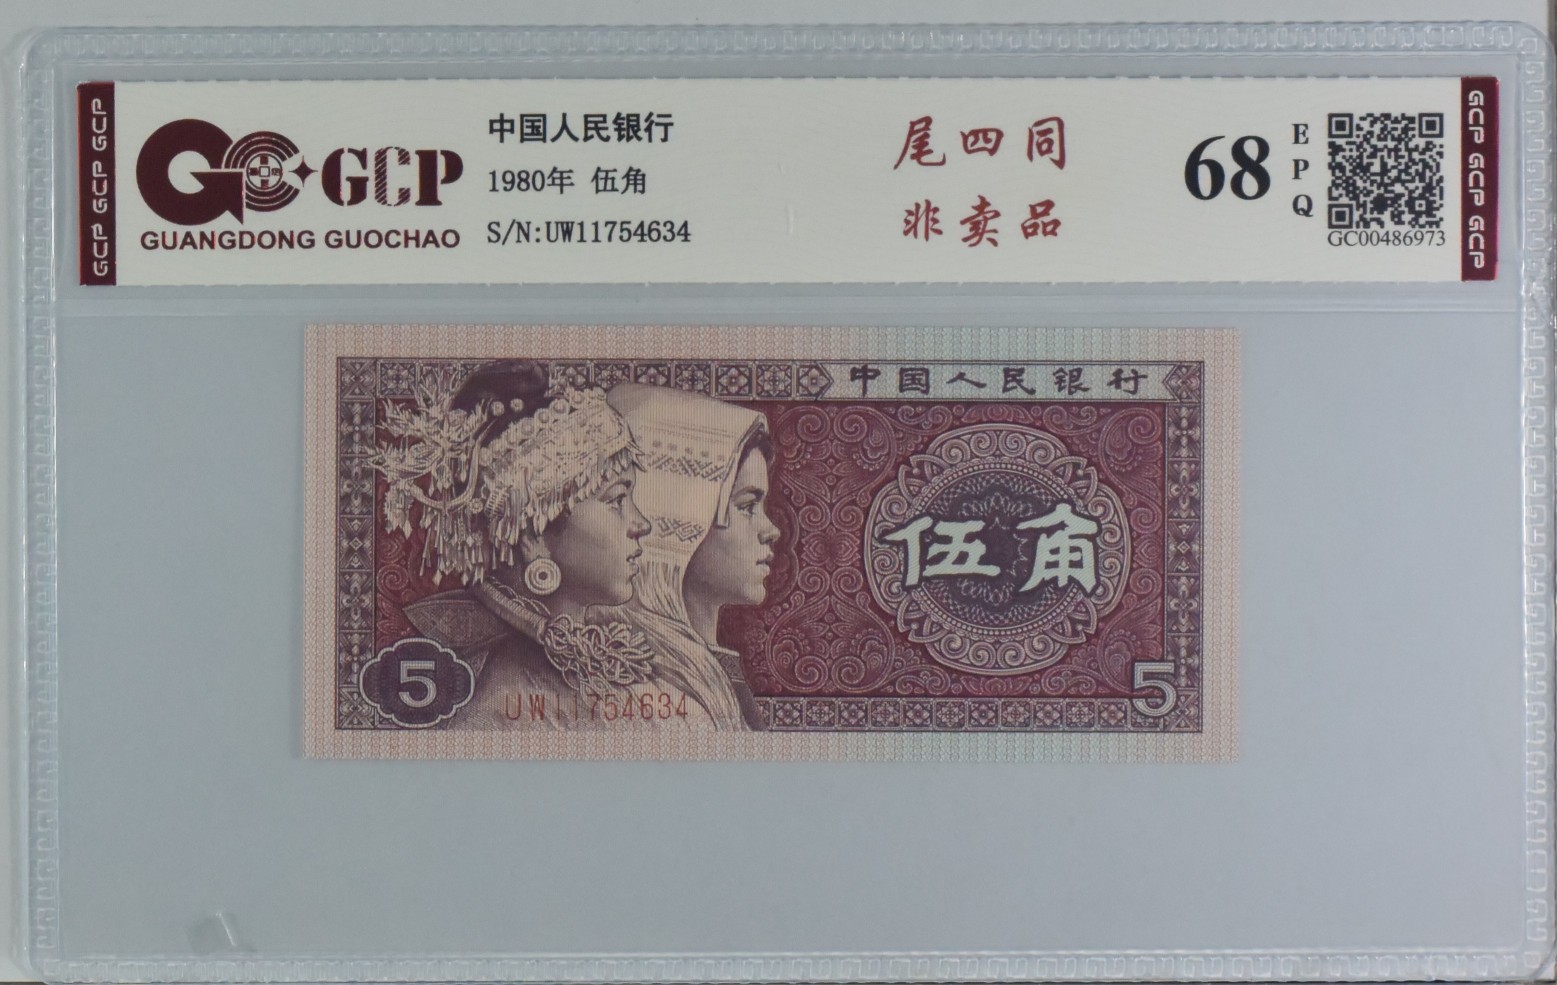 GCP GCP GCP
GCP
GUANGDONG GUOCHAO
中国人民银行
1980年 伍角
S/N:UW11754634
尾四同
非卖品
68
EPQ
GC00486973
GCP GCP GCP
中国人民银行
伍角
5
UW11754634
5